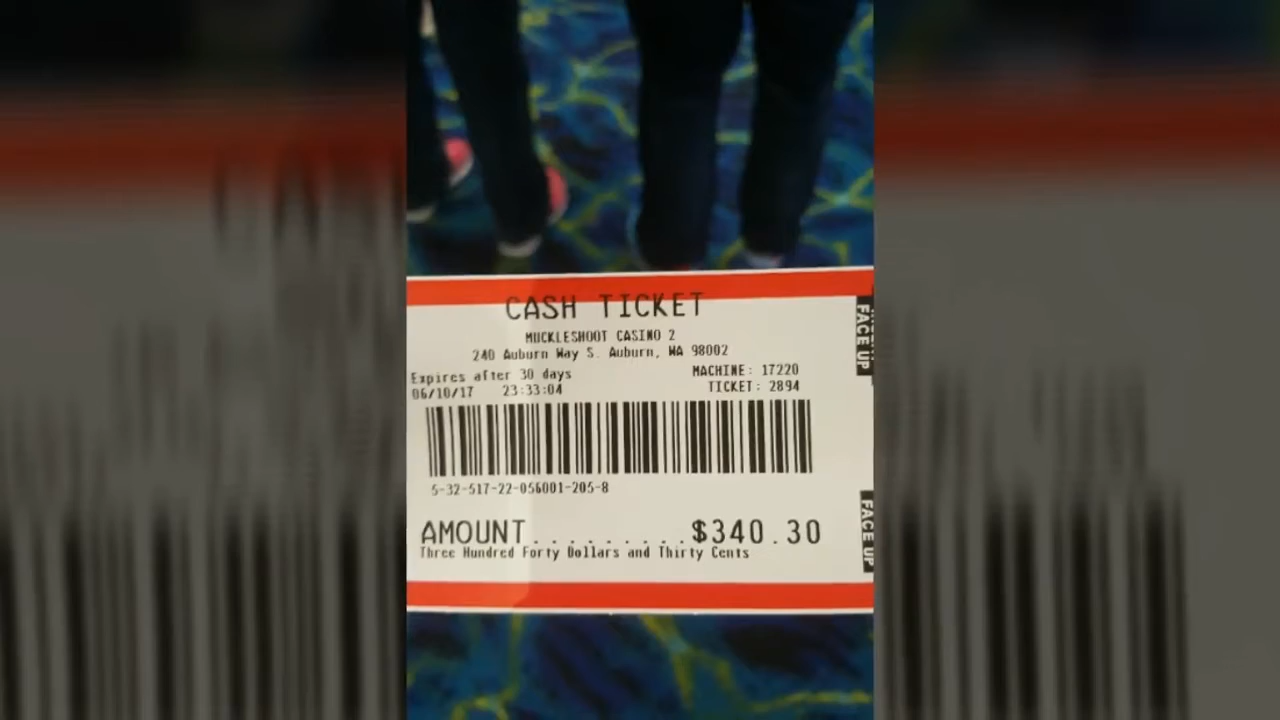 CASH TICKET
MUCKLESHOOT CASINO 2
240 Auburn Way S. Auburn, WA 98002
Expires after 30 days
MACHINE: 17220
06/10/17 23:33:04
TICKET: 2894
5-32-517-22-056001-205-8
AMOUNT.........$340.30
Three Hundred Forty Dollars and Thirty Cents
FACE UP
FACE UP